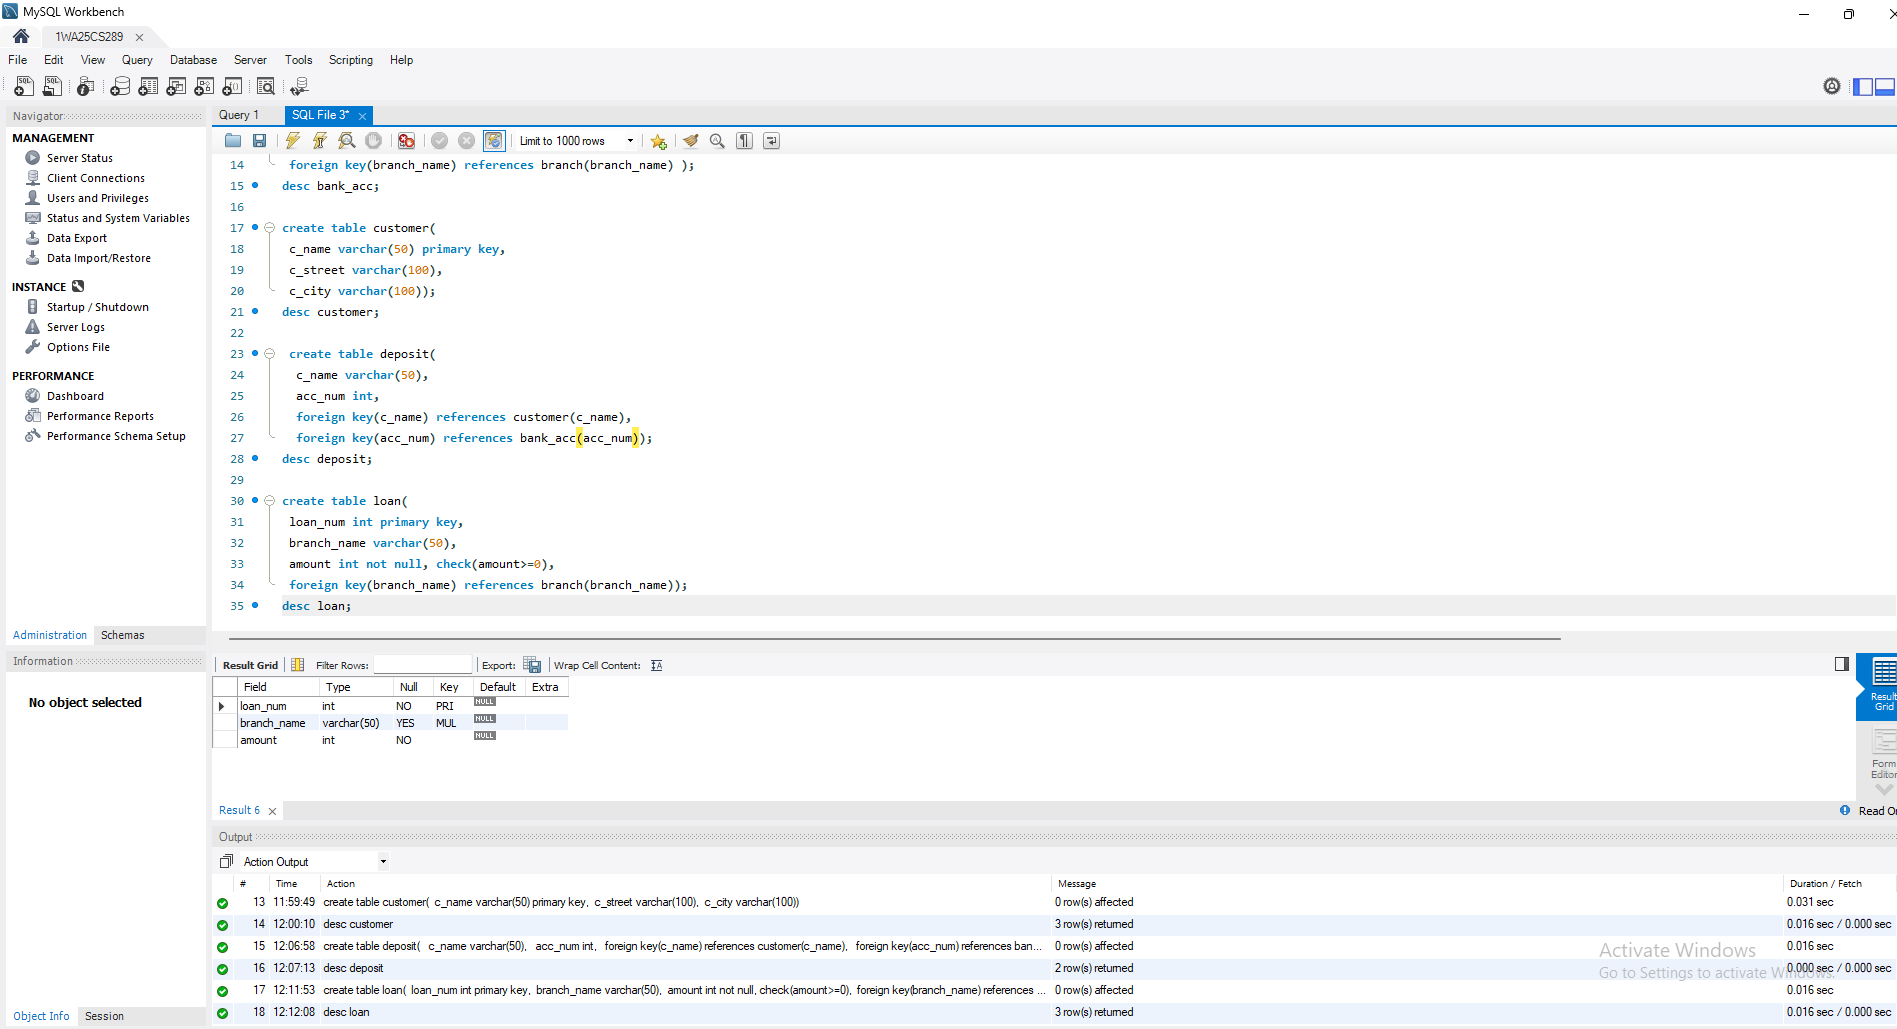 MySQL Workbench
1WA25CS289
File Edit View Query Database Server Tools Scripting Help
Navigator
MANAGEMENT
Server Status
Client Connections
Users and Privileges
Status and System Variables
Data Export
Data Import/Restore
INSTANCE
Startup / Shutdown
Server Logs
Options File
PERFORMANCE
Dashboard
Performance Reports
Performance Schema Setup
Administration Schemas
Information
No object selected
Object Info Session
Query 1 SQL File 3*
Limit to 1000 rows
14 foreign key(branch_name) references branch(branch_name) );
15 desc bank_acc;
16
17 create table customer(
18 c_name varchar(50) primary key,
19 c_street varchar(100),
20 c_city varchar(100));
21 desc customer;
22
23 create table deposit(
24 c_name varchar(50),
25 acc_num int,
26 foreign key(c_name) references customer(c_name),
27 foreign key(acc_num) references bank_acc(acc_num));
28 desc deposit;
29
30 create table loan(
31 loan_num int primary key,
32 branch_name varchar(50),
33 amount int not null, check(amount>=0),
34 foreign key(branch_name) references branch(branch_name));
35 desc loan;
Result Grid Filter Rows: Export: Wrap Cell Content:
Field Type Null Key Default Extra
loan_num int NO PRI NULL
branch_name varchar(50) YES MUL NULL
amount int NO NULL
Result Grid
Form Editor
Result 6
Read O
Output
Action Output
# Time Action Message Duration / Fetch
13 11:59:49 create table customer( c_name varchar(50) primary key, c_street varchar(100), c_city varchar(100)) 0 row(s) affected 0.031 sec
14 12:00:10 desc customer 3 row(s) returned 0.016 sec / 0.000 sec
15 12:06:58 create table deposit( c_name varchar(50), acc_num int, foreign key(c_name) references customer(c_name), foreign key(acc_num) references ban... 0 row(s) affected 0.016 sec
16 12:07:13 desc deposit 2 row(s) returned 0.000 sec / 0.000 sec
17 12:11:53 create table loan( loan_num int primary key, branch_name varchar(50), amount int not null, check(amount>=0), foreign key(branch_name) references ... 0 row(s) affected 0.016 sec
18 12:12:08 desc loan 3 row(s) returned 0.016 sec / 0.000 sec
Activate Windows
Go to Settings to activate Windows.